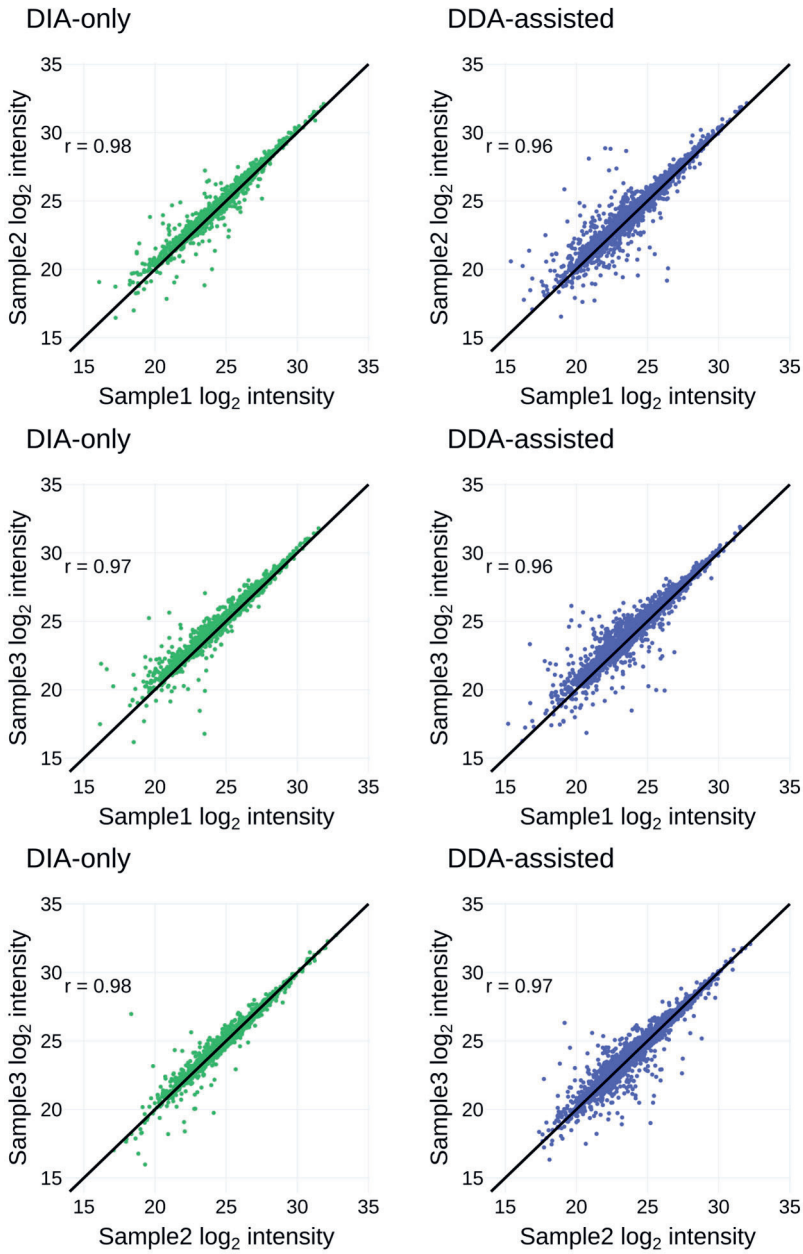 DIA-only
DDA-assisted
35
30
25
20
15
r = 0.98
Sample2 log₂ intensity
15 20 25 30 35
Sample1 log₂ intensity
35
30
25
20
15
r = 0.96
Sample2 log₂ intensity
15 20 25 30 35
Sample1 log₂ intensity
DIA-only
DDA-assisted
35
30
25
20
15
r = 0.97
Sample3 log₂ intensity
15 20 25 30 35
Sample1 log₂ intensity
35
30
25
20
15
r = 0.96
Sample3 log₂ intensity
15 20 25 30 35
Sample1 log₂ intensity
DIA-only
DDA-assisted
35
30
25
20
15
r = 0.98
Sample3 log₂ intensity
15 20 25 30 35
Sample2 log₂ intensity
35
30
25
20
15
r = 0.97
Sample3 log₂ intensity
15 20 25 30 35
Sample2 log₂ intensity